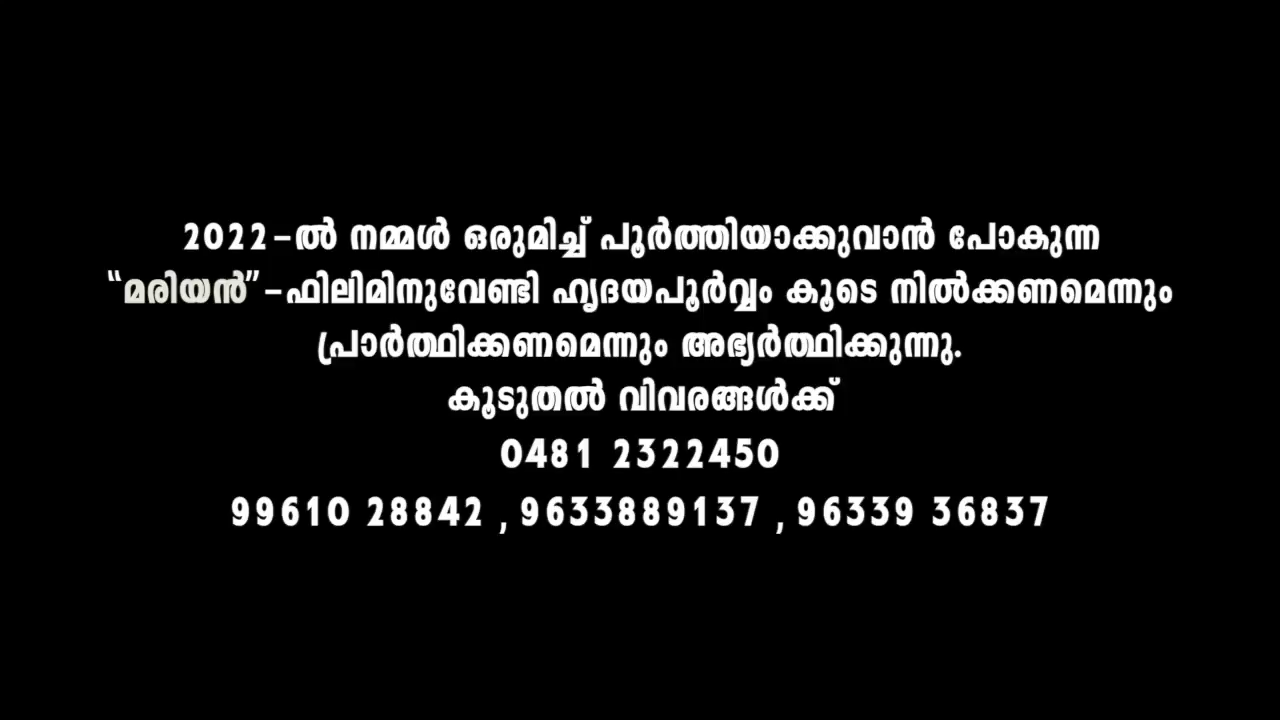 2022-ൽ നമ്മൾ ഒരുമിച്ച് പൂർത്തിയാക്കുവാൻ പോകുന്ന
“മരിയൻ”-ഫിലിമിനുവേണ്ടി ഹൃദയപൂർവ്വം കൂടെ നിൽക്കണമെന്നും
പ്രാർത്ഥിക്കണമെന്നും അഭ്യർത്ഥിക്കുന്നു.
കൂടുതൽ വിവരങ്ങൾക്ക്
0481 2322450
99610 28842 , 9633889137 , 96339 36837